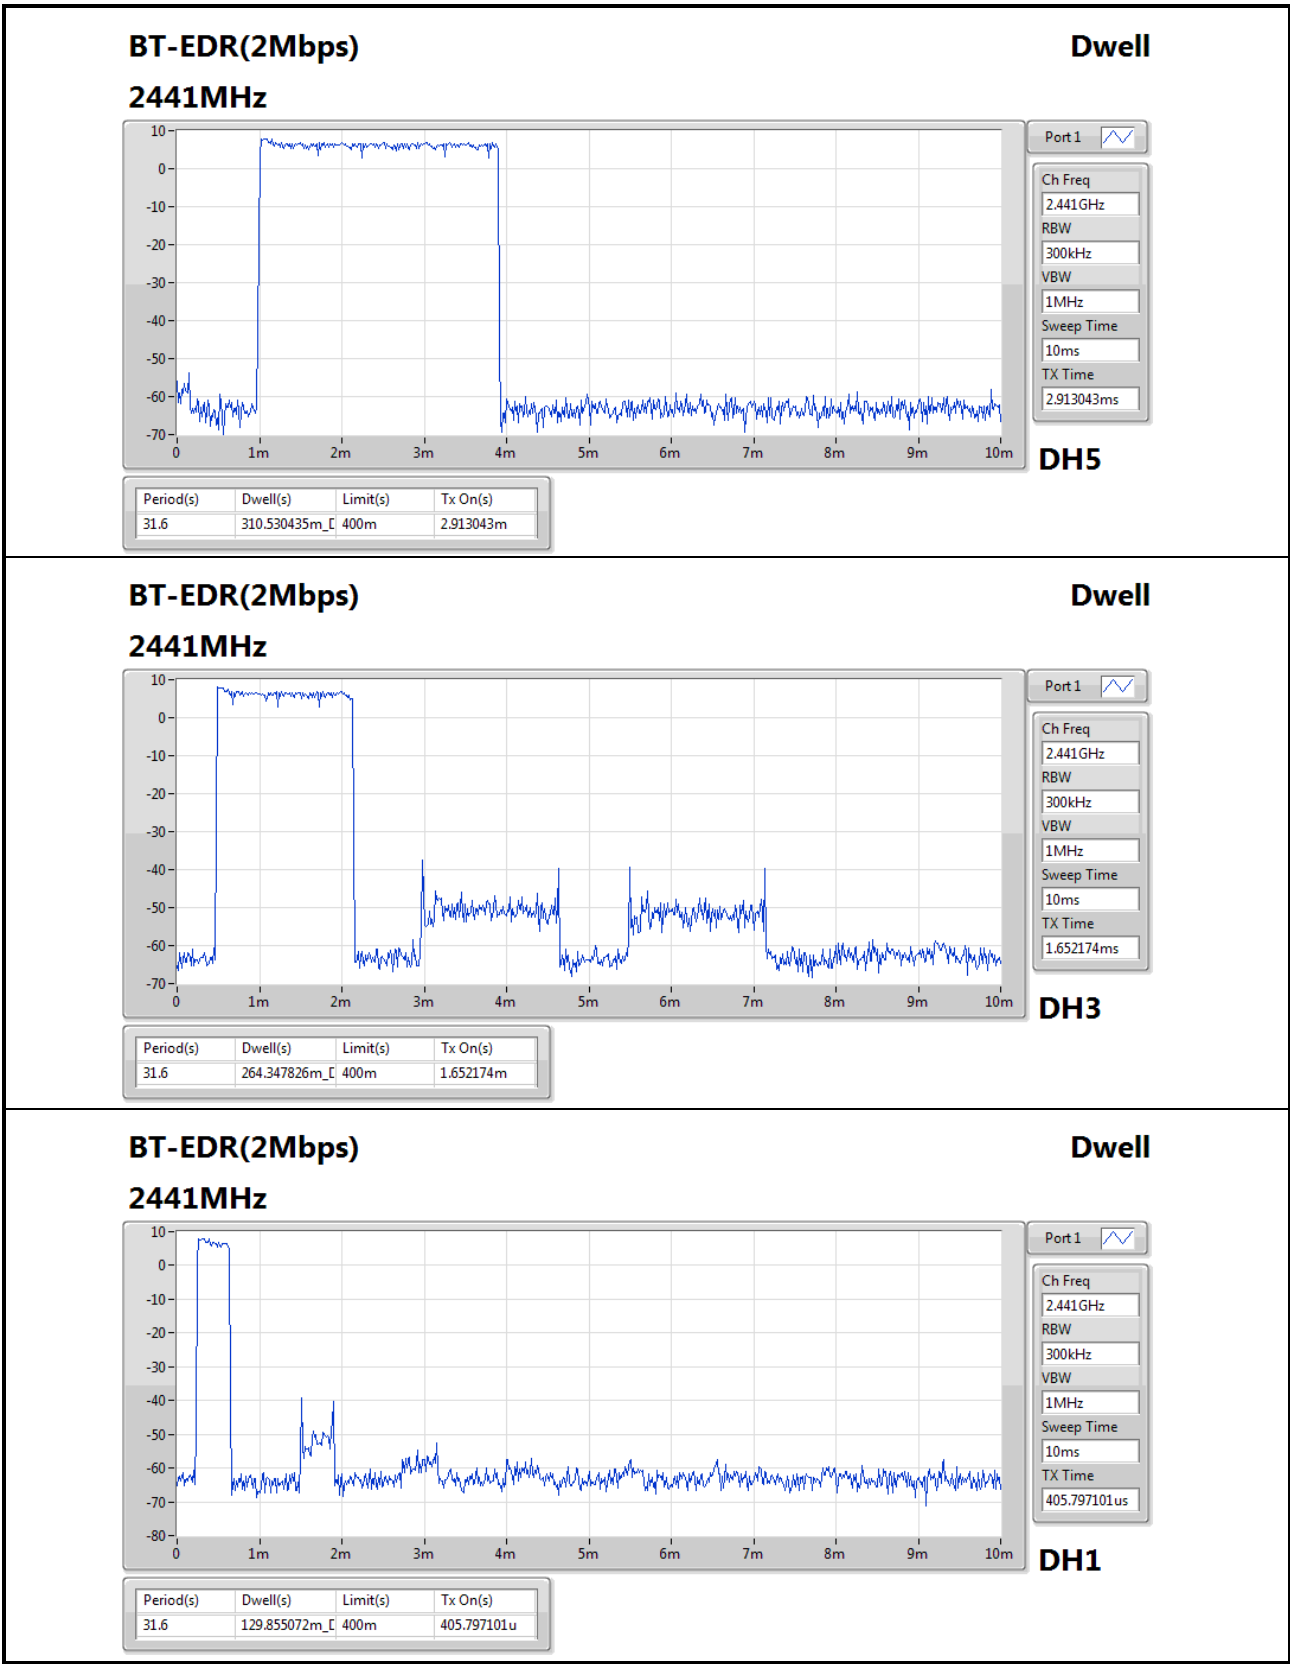 BT-EDR(2Mbps) Dwell
2441MHz
10
0
-10
-20
-30
-40
-50
-60
-70
0 1m 2m 3m 4m 5m 6m 7m 8m 9m 10m
Port 1
Ch Freq
2.441GHz
RBW
300kHz
VBW
1MHz
Sweep Time
10ms
TX Time
2.913043ms
DH5
Period(s) Dwell(s) Limit(s) Tx On(s)
31.6 310.530435m_D 400m 2.913043m
BT-EDR(2Mbps) Dwell
2441MHz
10
0
-10
-20
-30
-40
-50
-60
-70
0 1m 2m 3m 4m 5m 6m 7m 8m 9m 10m
Port 1
Ch Freq
2.441GHz
RBW
300kHz
VBW
1MHz
Sweep Time
10ms
TX Time
1.652174ms
DH3
Period(s) Dwell(s) Limit(s) Tx On(s)
31.6 264.347826m_D 400m 1.652174m
BT-EDR(2Mbps) Dwell
2441MHz
10
0
-10
-20
-30
-40
-50
-60
-70
-80
0 1m 2m 3m 4m 5m 6m 7m 8m 9m 10m
Port 1
Ch Freq
2.441GHz
RBW
300kHz
VBW
1MHz
Sweep Time
10ms
TX Time
405.797101us
DH1
Period(s) Dwell(s) Limit(s) Tx On(s)
31.6 129.855072m_D 400m 405.797101u